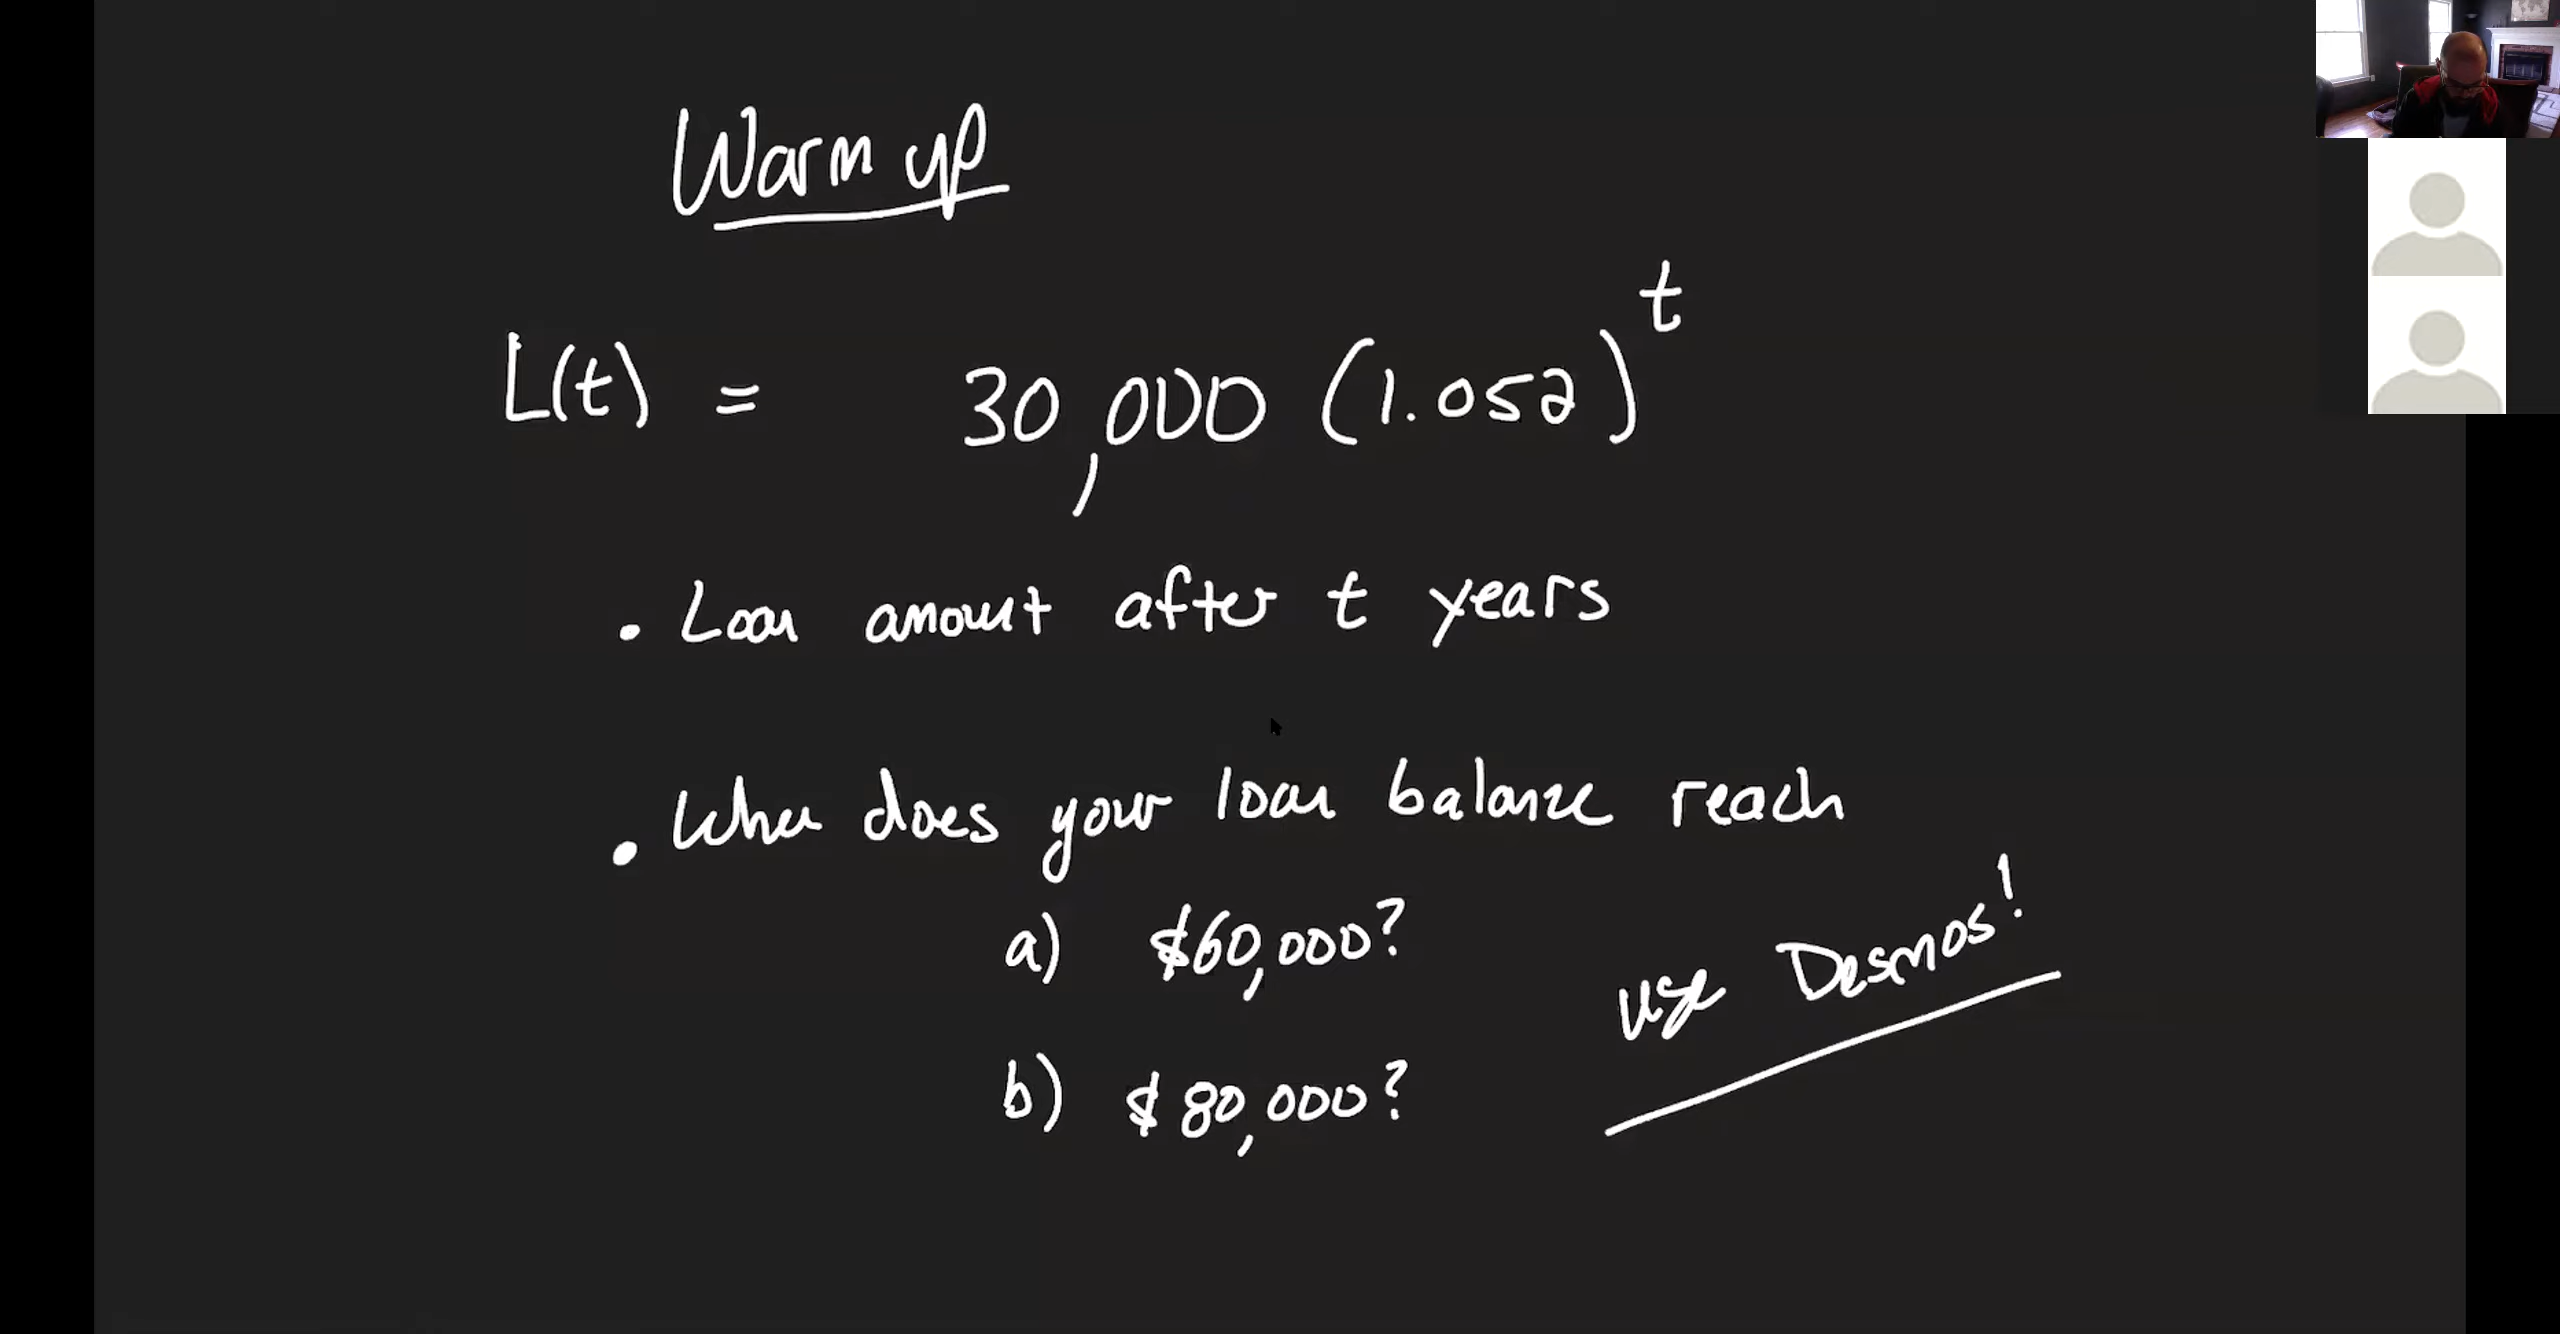 Warm up
L(t) = 30,000 (1.052)^t
• Loan amount after t years
• When does your loan balance reach
a) $60,000?
b) $80,000?
use Desmos!